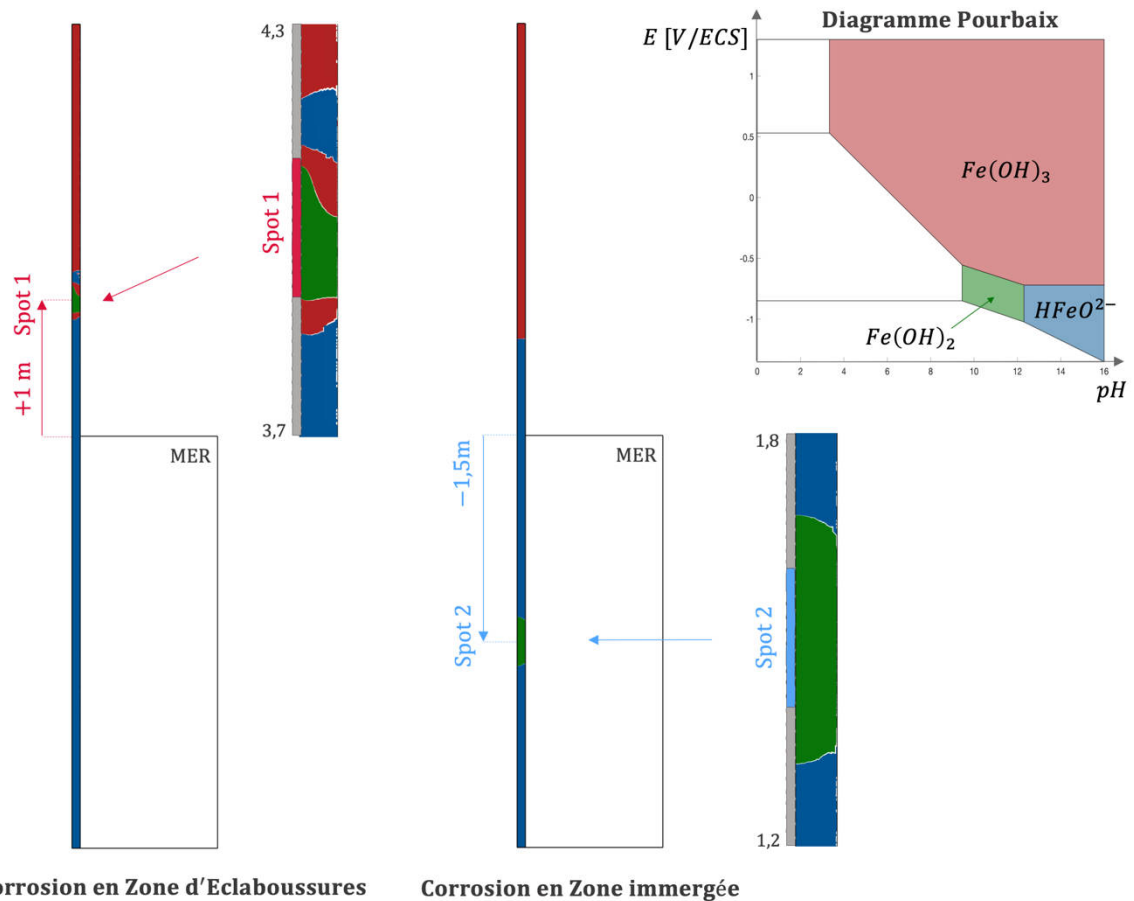 4,3
Spot 1
3,7
Spot 1
+1 m
MER
orrosion en Zone d'Eclaboussures
MER
−1,5m
Spot 2
1,8
Spot 2
1,2
Corrosion en Zone immergée
Diagramme Pourbaix
E [V/ECS]
1
0.5
0
-0.5
-1
Fe(OH)₃
HFeO²⁻
Fe(OH)₂
0 2 4 6 8 10 12 14 16
pH